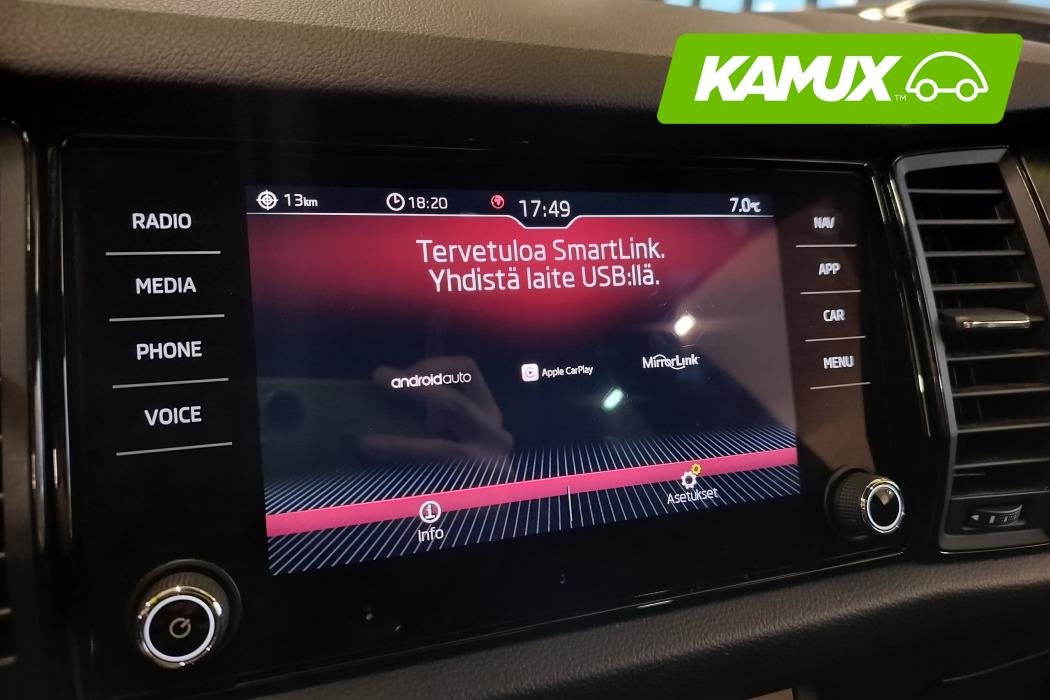 KAMUX™
RADIO
MEDIA
PHONE
VOICE
13km
18:20
17:49
7.0°C
Tervetuloa SmartLink.
Yhdistä laite USB:llä.
androidauto
Apple CarPlay
MirrorLink
Info
Asetukset
NAV
APP
CAR
MENU